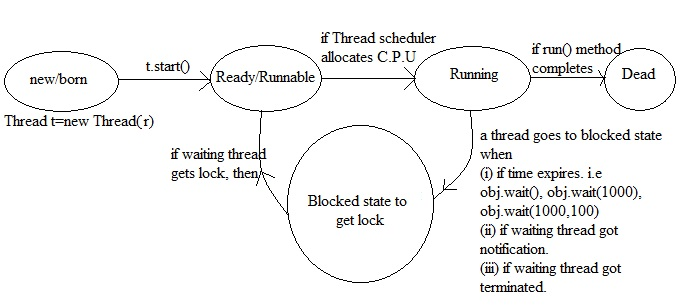 new/born
Thread t=new Thread(r)
t.start()
Ready/Runnable
if Thread scheduler
allocates C.P.U
Running
if run() method
completes
Dead
if waiting thread
gets lock, then
Blocked state to
get lock
a thread goes to blocked state
when
(i) if time expires. i.e
obj.wait(), obj.wait(1000),
obj.wait(1000,100)
(ii) if waiting thread got
notification.
(iii) if waiting thread got
terminated.